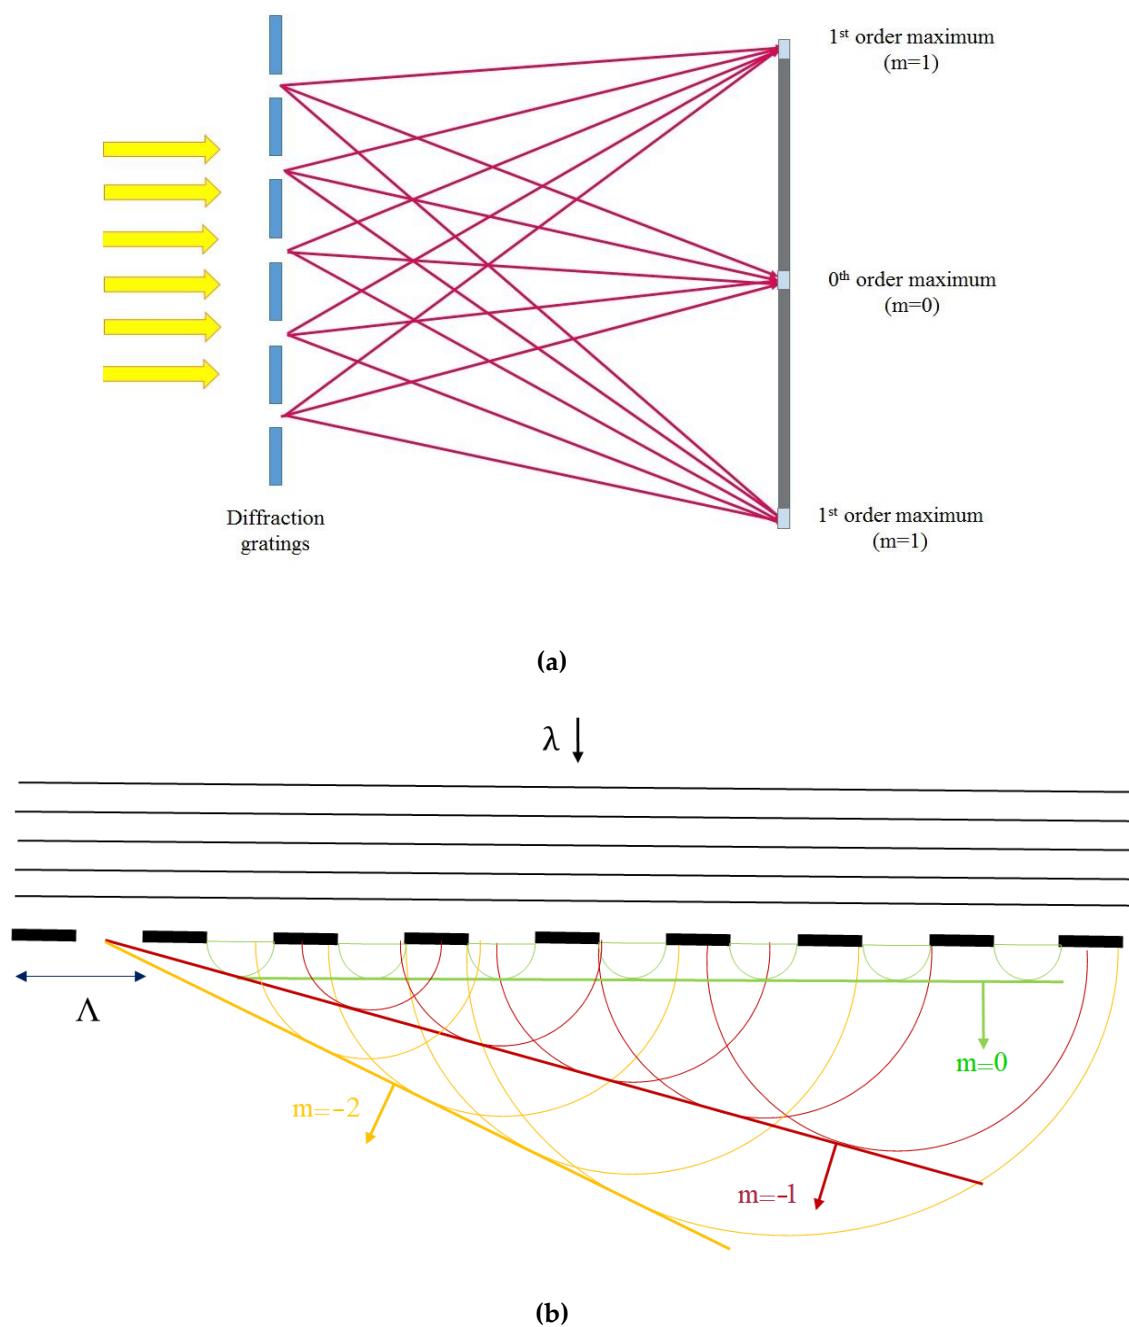 1st order maximum
(m=1)
0th order maximum
(m=0)
1st order maximum
(m=1)
Diffraction
gratings
(a)
λ
Λ
m=0
m=-2
m=-1
(b)